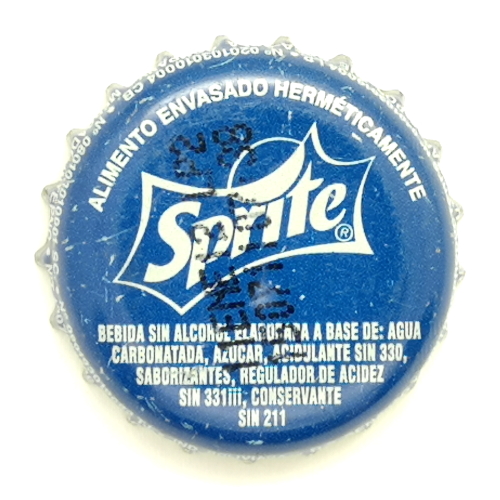 ALIMENTO ENVASADO HERMÉTICAMENTE
Sprite®
BEBIDA SIN ALCOHOL ELABORADA A BASE DE: AGUA
CARBONATADA, AZÚCAR, ACIDULANTE SIN 330,
SABORIZANTES, REGULADOR DE ACIDEZ
SIN 331iii, CONSERVANTE
SIN 211